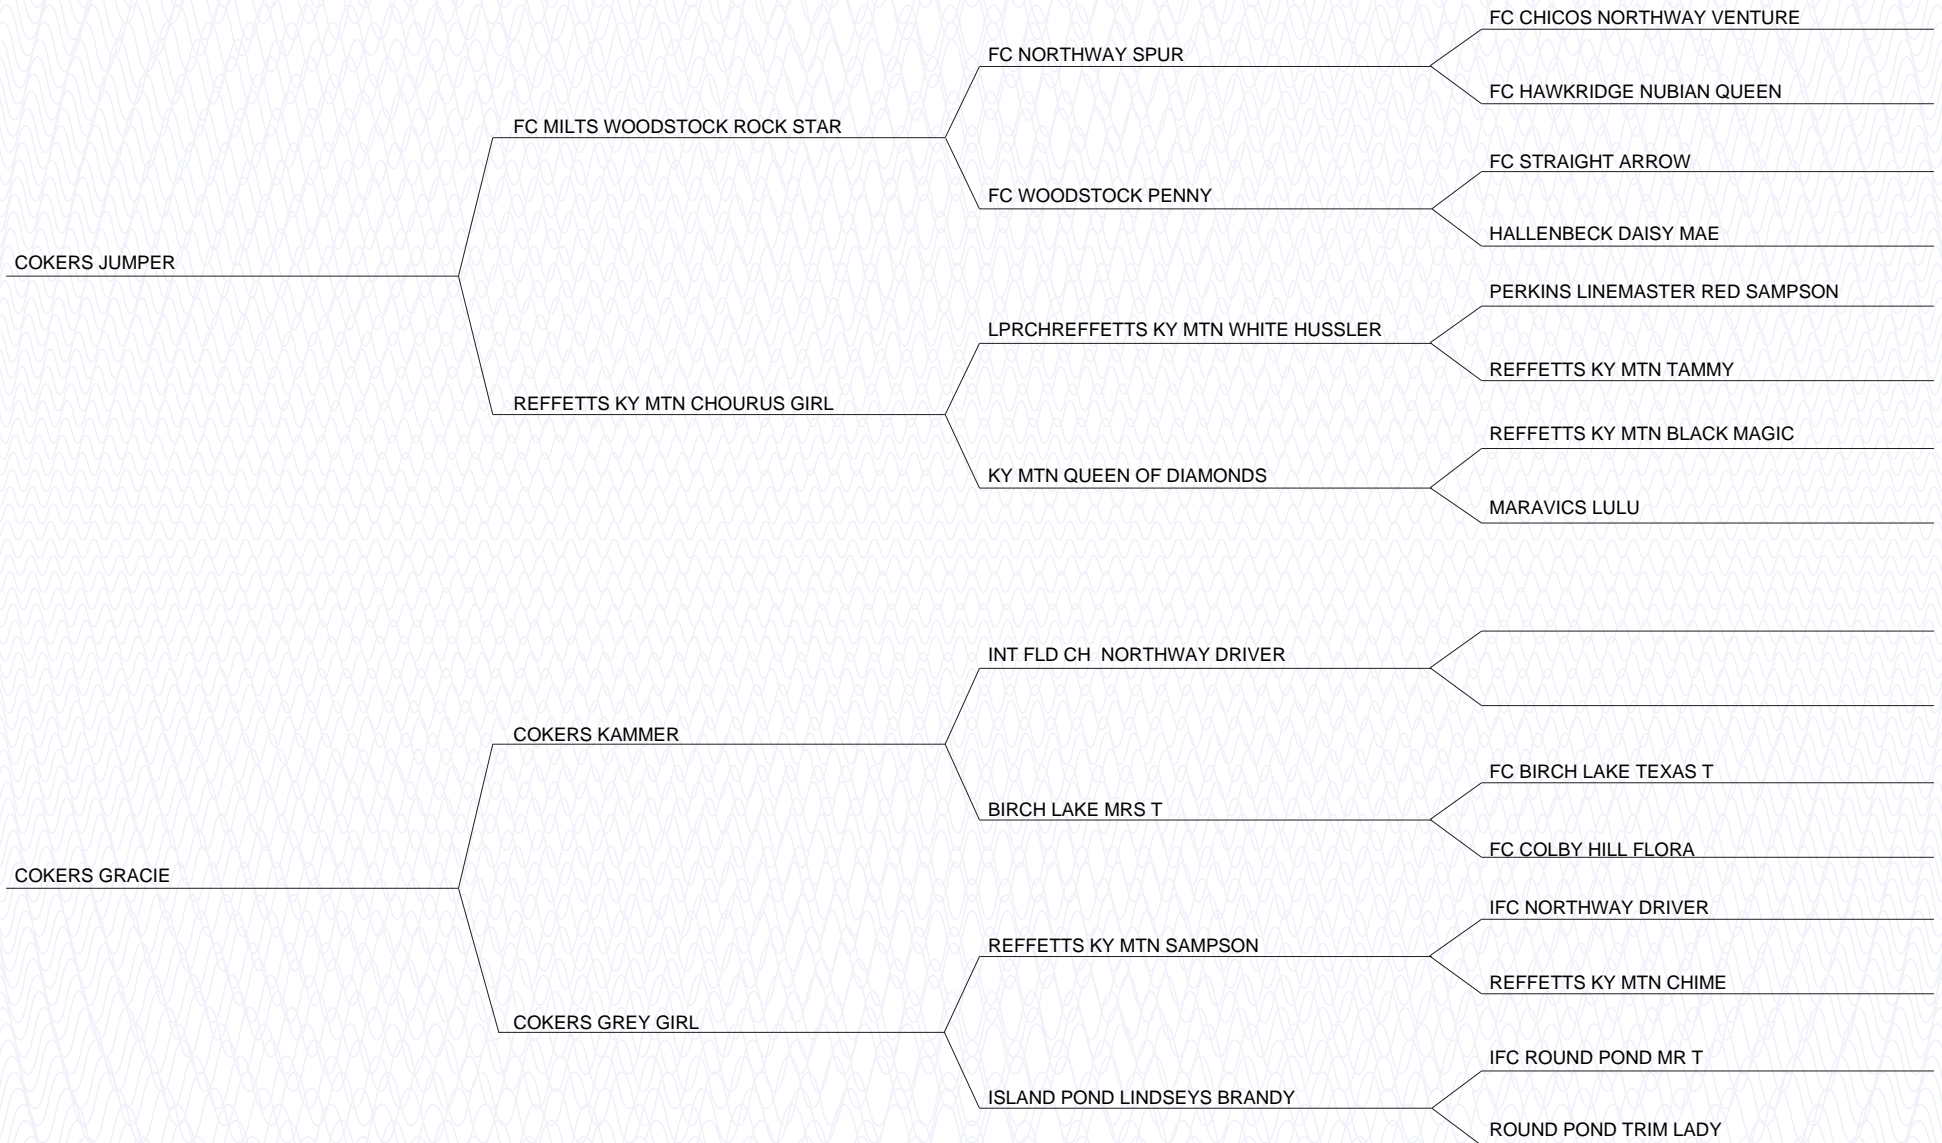 FC CHICOS NORTHWAY VENTURE
FC NORTHWAY SPUR
FC HAWKRIDGE NUBIAN QUEEN
FC MILTS WOODSTOCK ROCK STAR
FC STRAIGHT ARROW
FC WOODSTOCK PENNY
HALLENBECK DAISY MAE
COKERS JUMPER
PERKINS LINEMASTER RED SAMPSON
LPRCHREFFETTS KY MTN WHITE HUSSLER
REFFETTS KY MTN TAMMY
REFFETTS KY MTN CHOURUS GIRL
REFFETTS KY MTN BLACK MAGIC
KY MTN QUEEN OF DIAMONDS
MARAVICS LULU
INT FLD CH  NORTHWAY DRIVER
COKERS KAMMER
FC BIRCH LAKE TEXAS T
BIRCH LAKE MRS T
FC COLBY HILL FLORA
COKERS GRACIE
IFC NORTHWAY DRIVER
REFFETTS KY MTN SAMPSON
REFFETTS KY MTN CHIME
COKERS GREY GIRL
IFC ROUND POND MR T
ISLAND POND LINDSEYS BRANDY
ROUND POND TRIM LADY